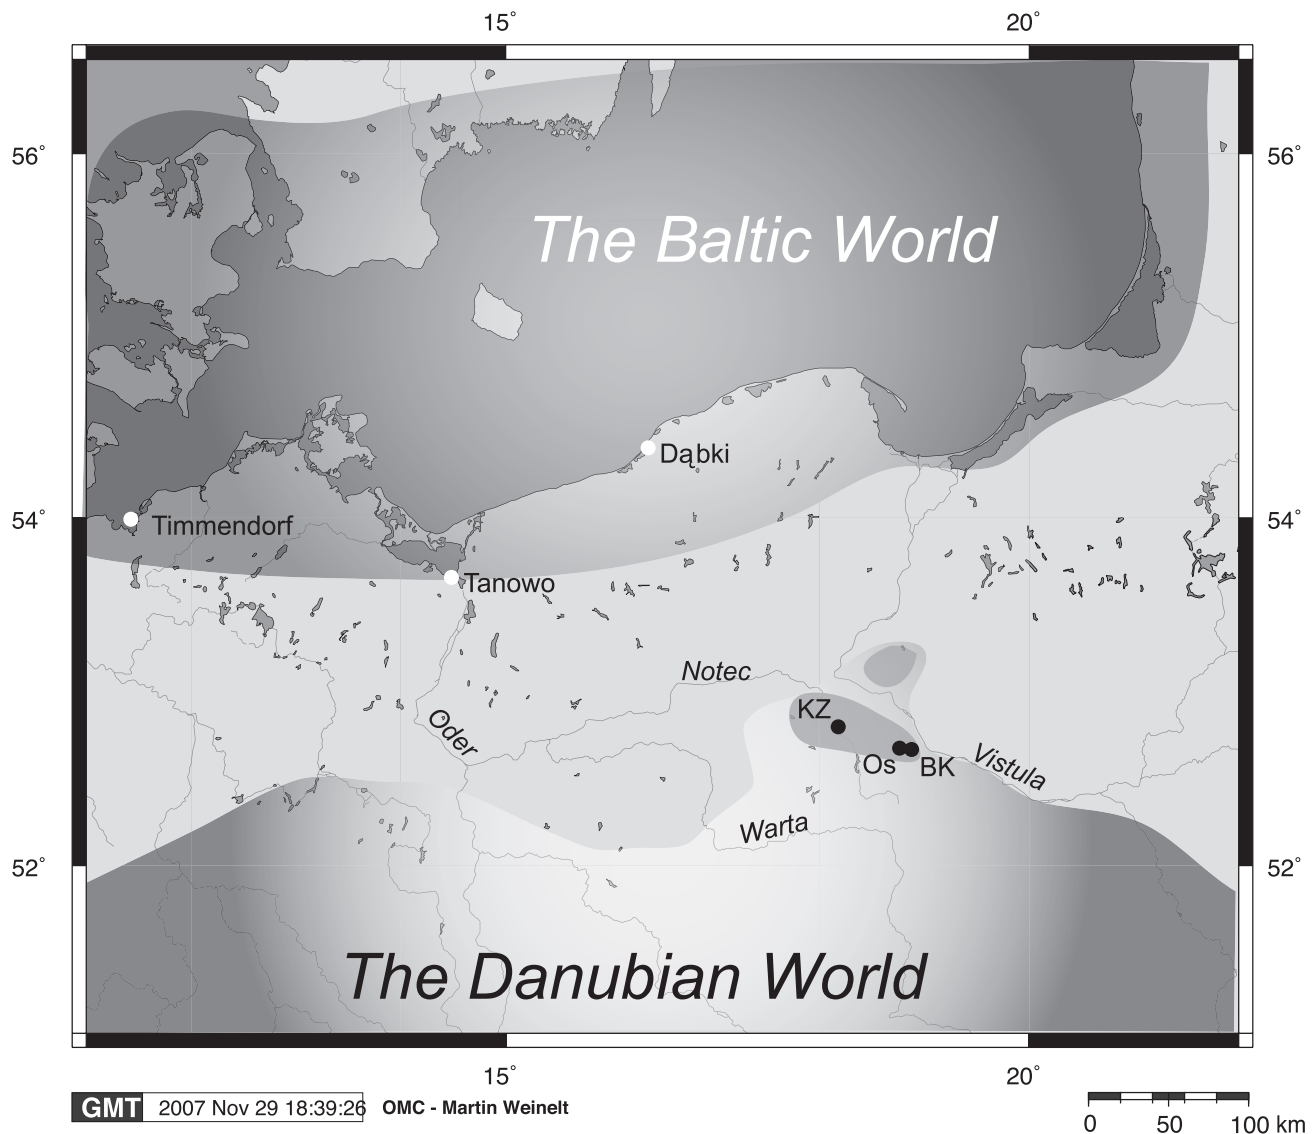 15° 20°
56° 56°
The Baltic World
Dąbki
54° Timmendorf 54°
Tanowo
Notec
KZ
Oder
Os BK Vistula
Warta
52° 52°
The Danubian World
15° 20°
GMT 2007 Nov 29 18:39:26 OMC - Martin Weinelt
0 50 100 km